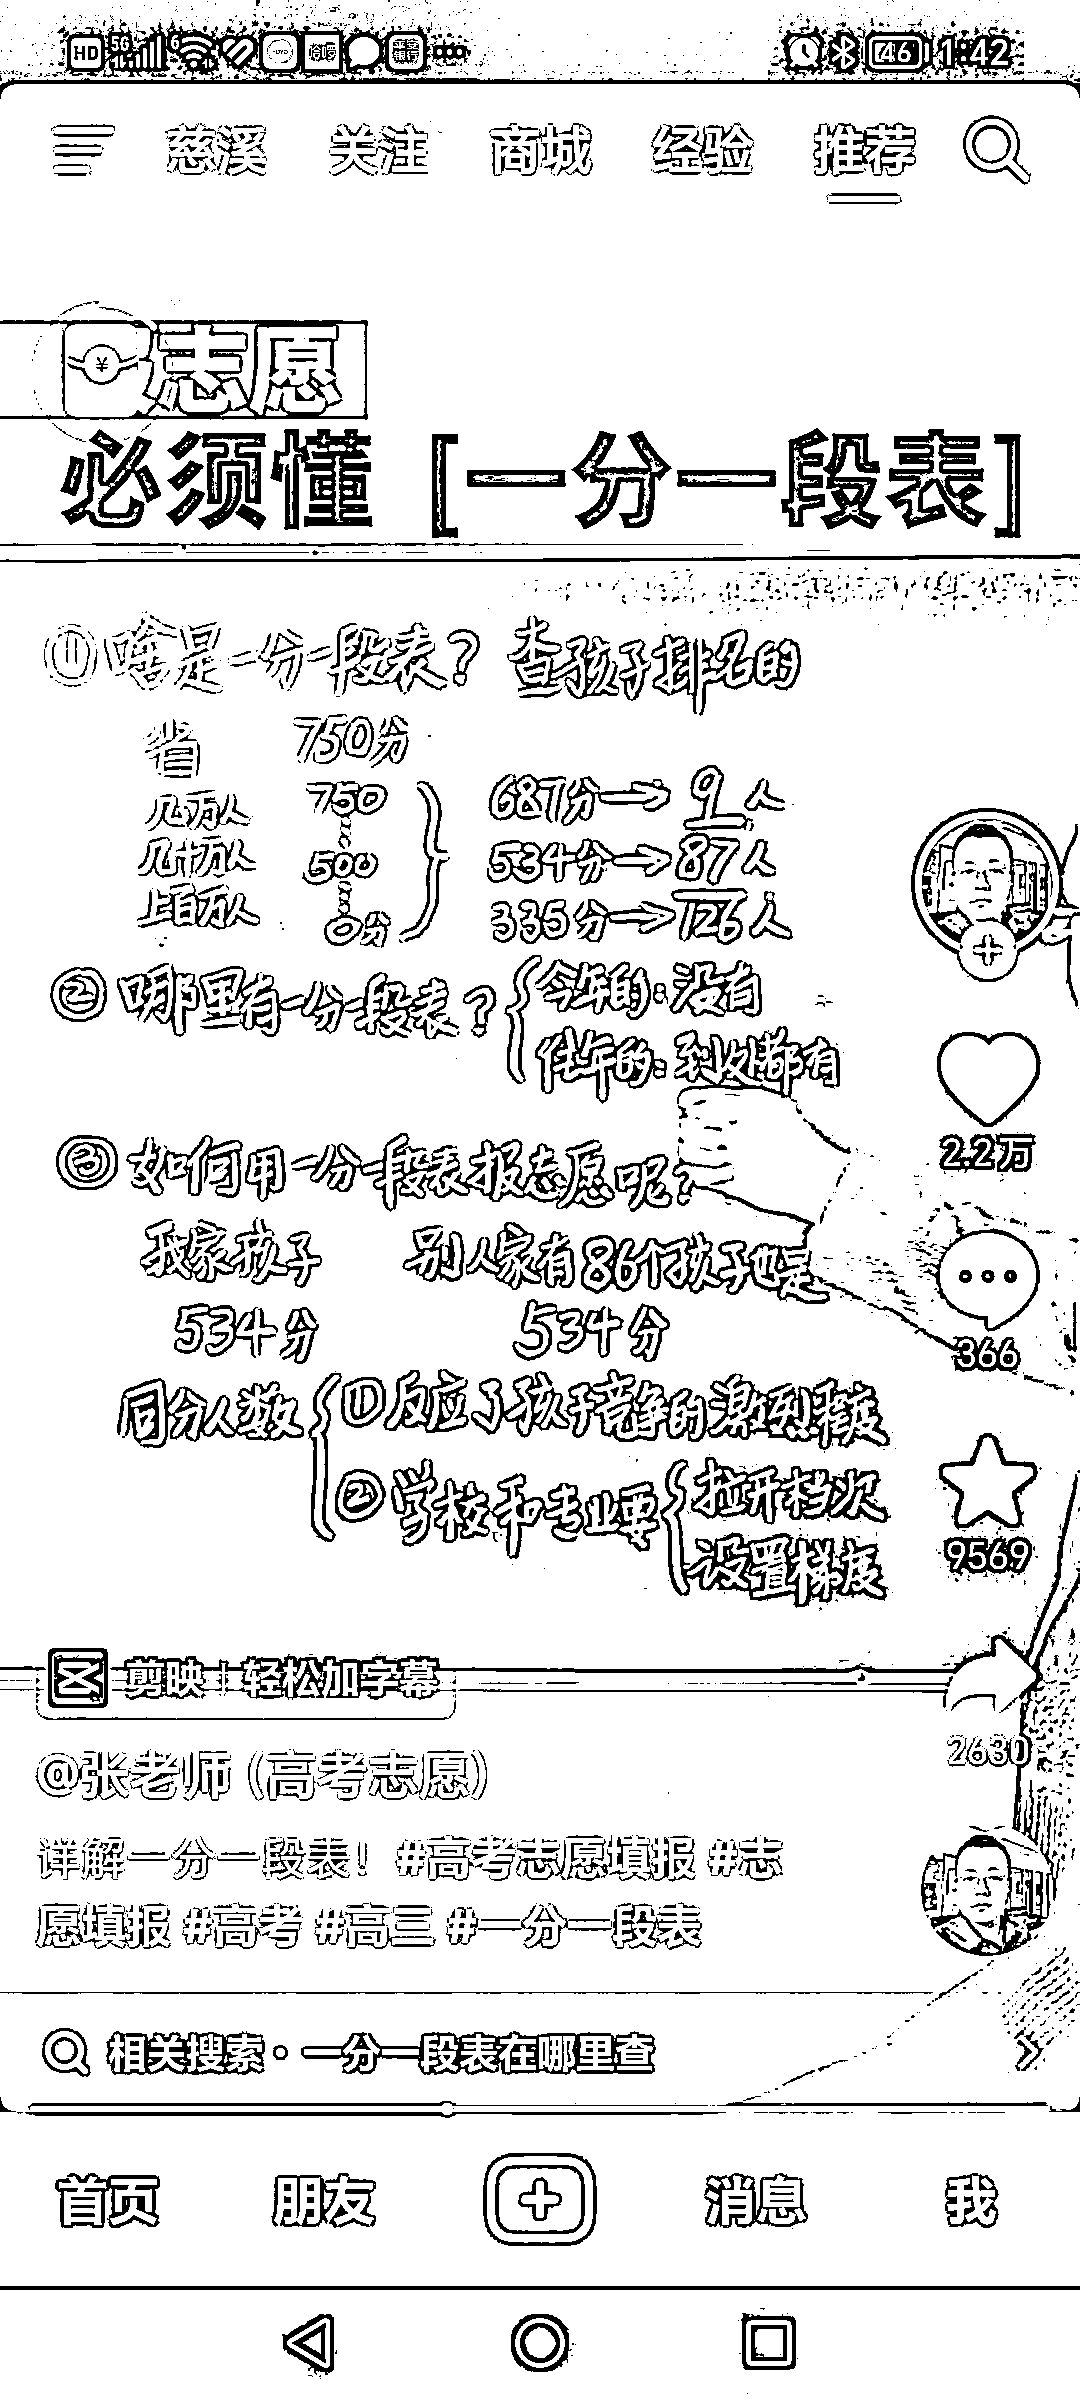 HD 5G 6 46 1:42
慈溪 关注 商城 经验 推荐
志愿
必须懂 [一分一段表]
① 啥是一分一段表? 查孩子排名的
省 750分
几万人 750 687分→9人
几十万人 500 534分→87人
上百万人 0分 335分→126人
② 哪里有一分一段表? 今年的:没有
往年的:到处都有
③ 如何用一分一段表报志愿呢?
我家孩子 别人家有86个孩子也是
534分 534分
同分人数 ①反应了孩子竞争的激烈程度
②学校和专业要 拉开档次
设置梯度
2.2万
366
9569
2630
剪映 | 轻松加字幕
@张老师 (高考志愿)
详解一分一段表! #高考志愿填报 #志
愿填报 #高考 #高三 #一分一段表
相关搜索 · 一分一段表在哪里查
首页 朋友 消息 我